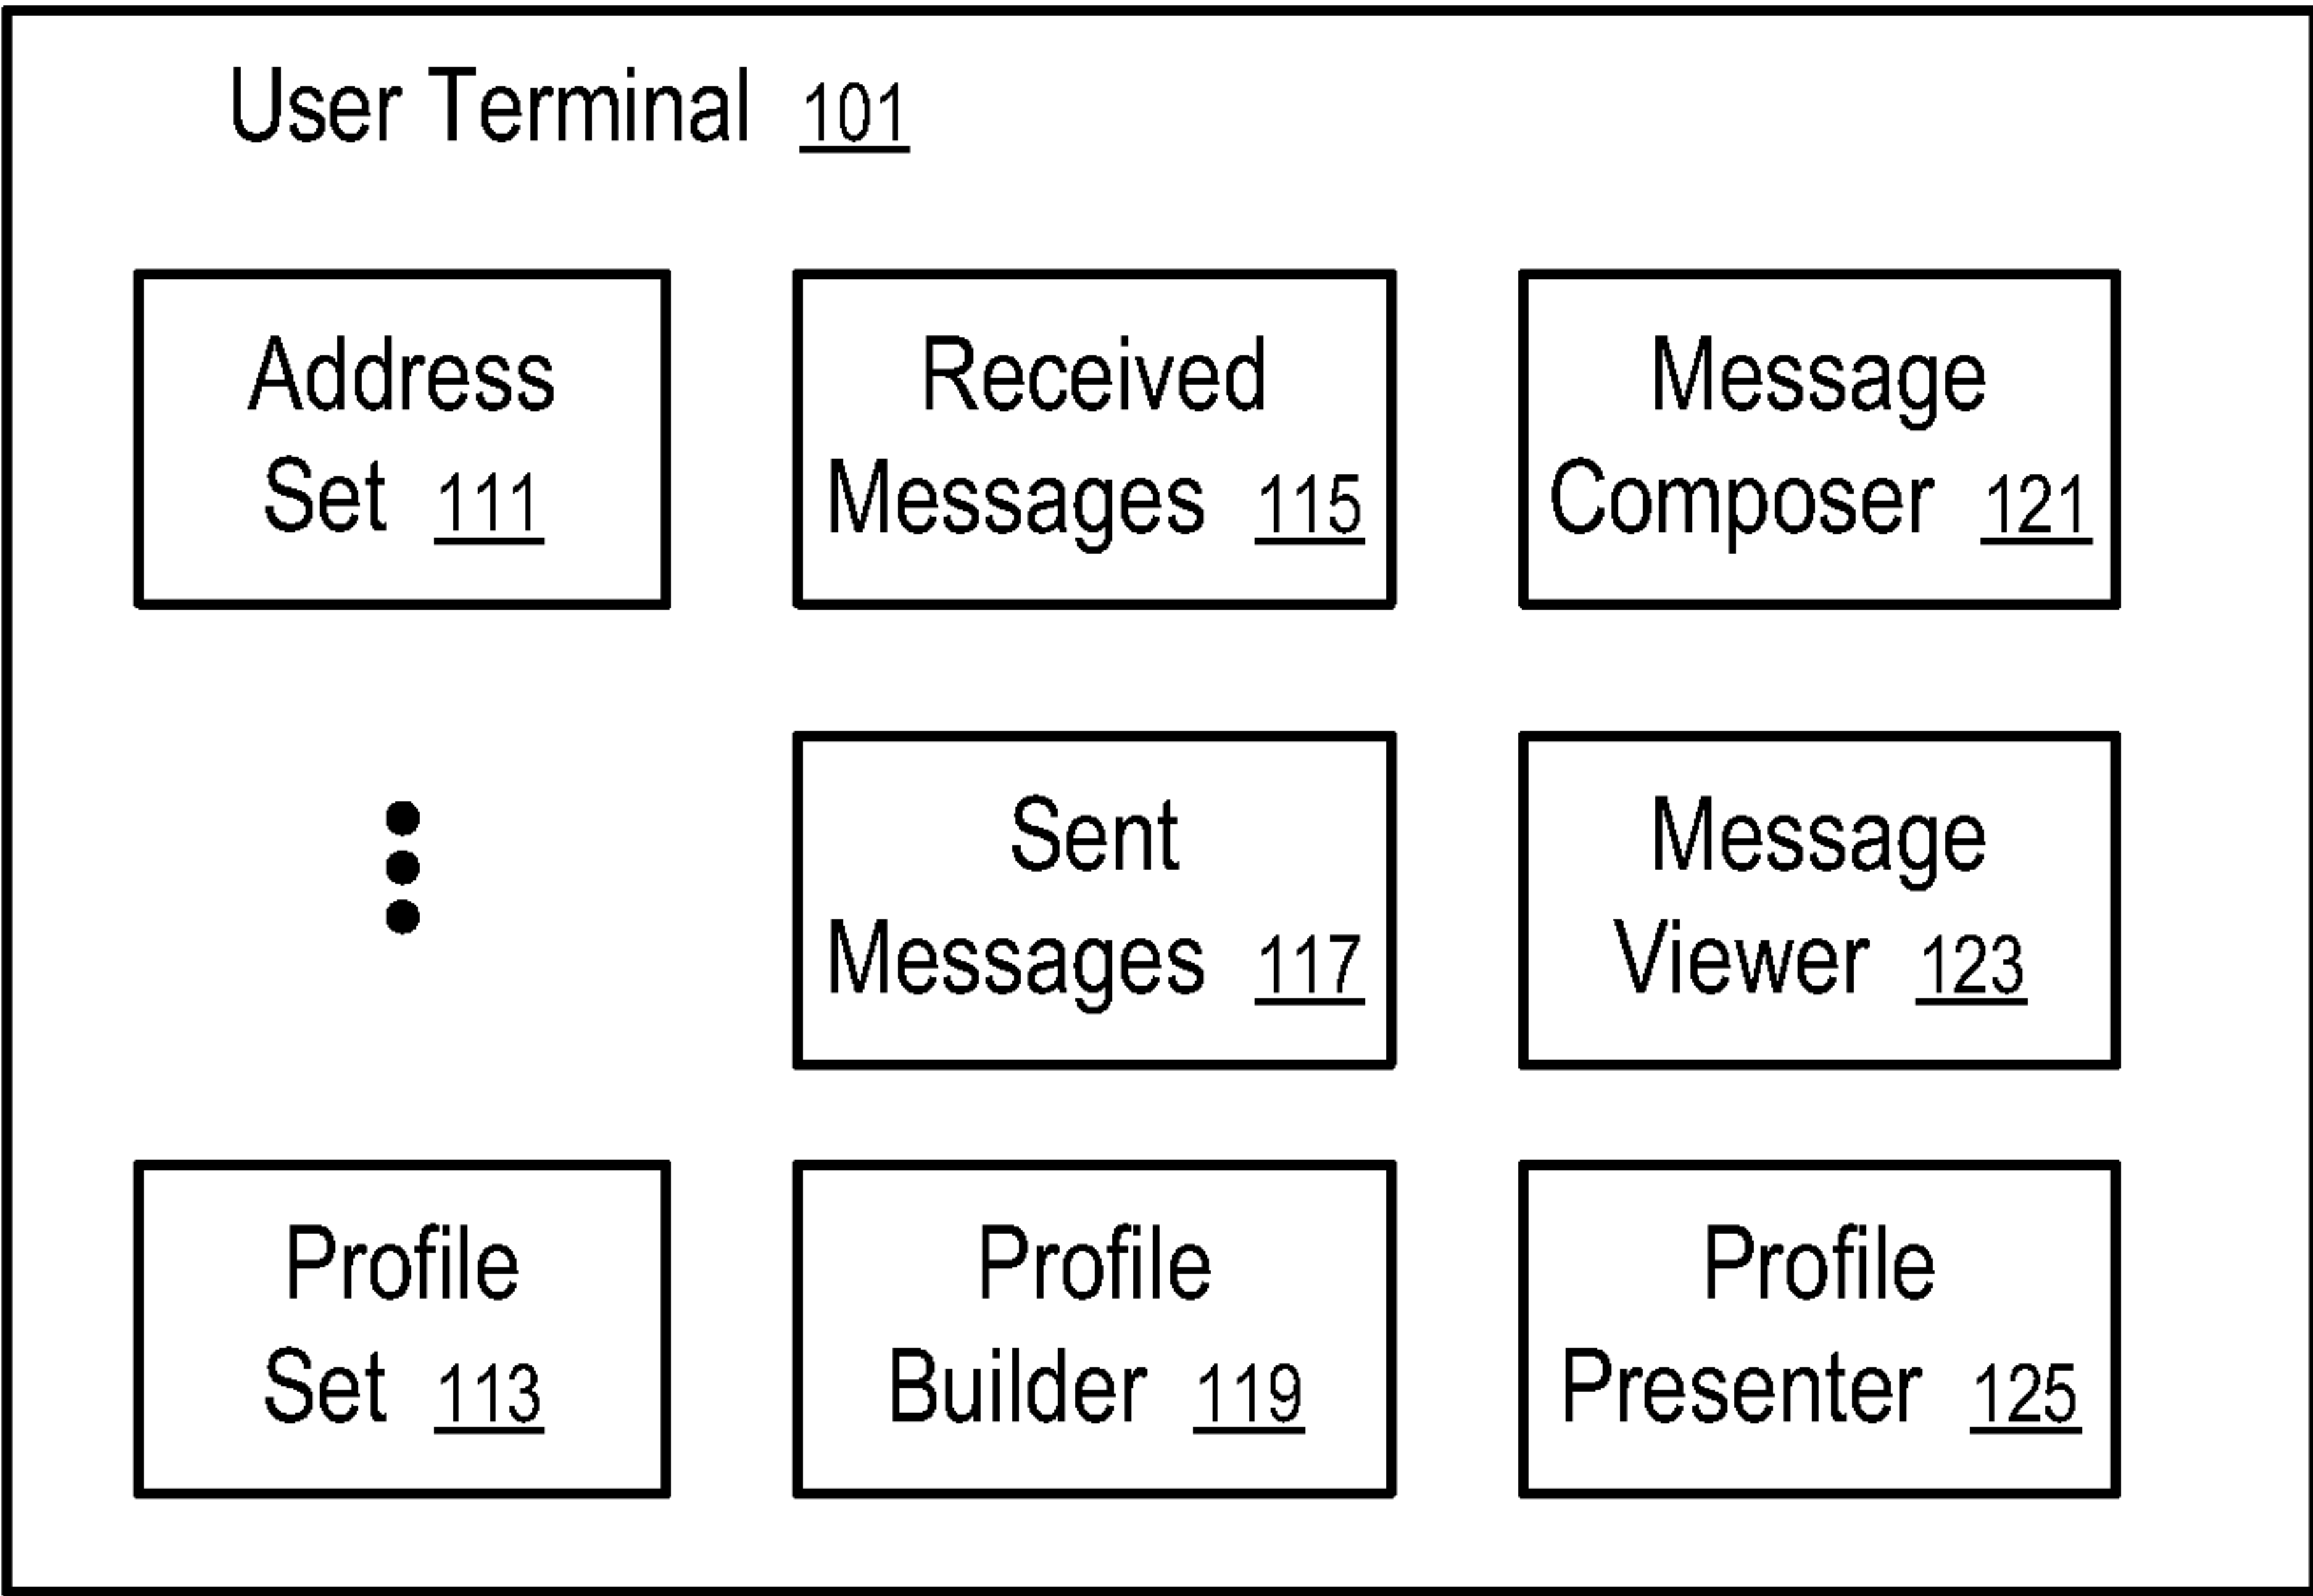 User Terminal 101
Address
Set 111
Received
Messages 115
Message
Composer 121
Sent
Messages 117
Message
Viewer 123
Profile
Set 113
Profile
Builder 119
Profile
Presenter 125